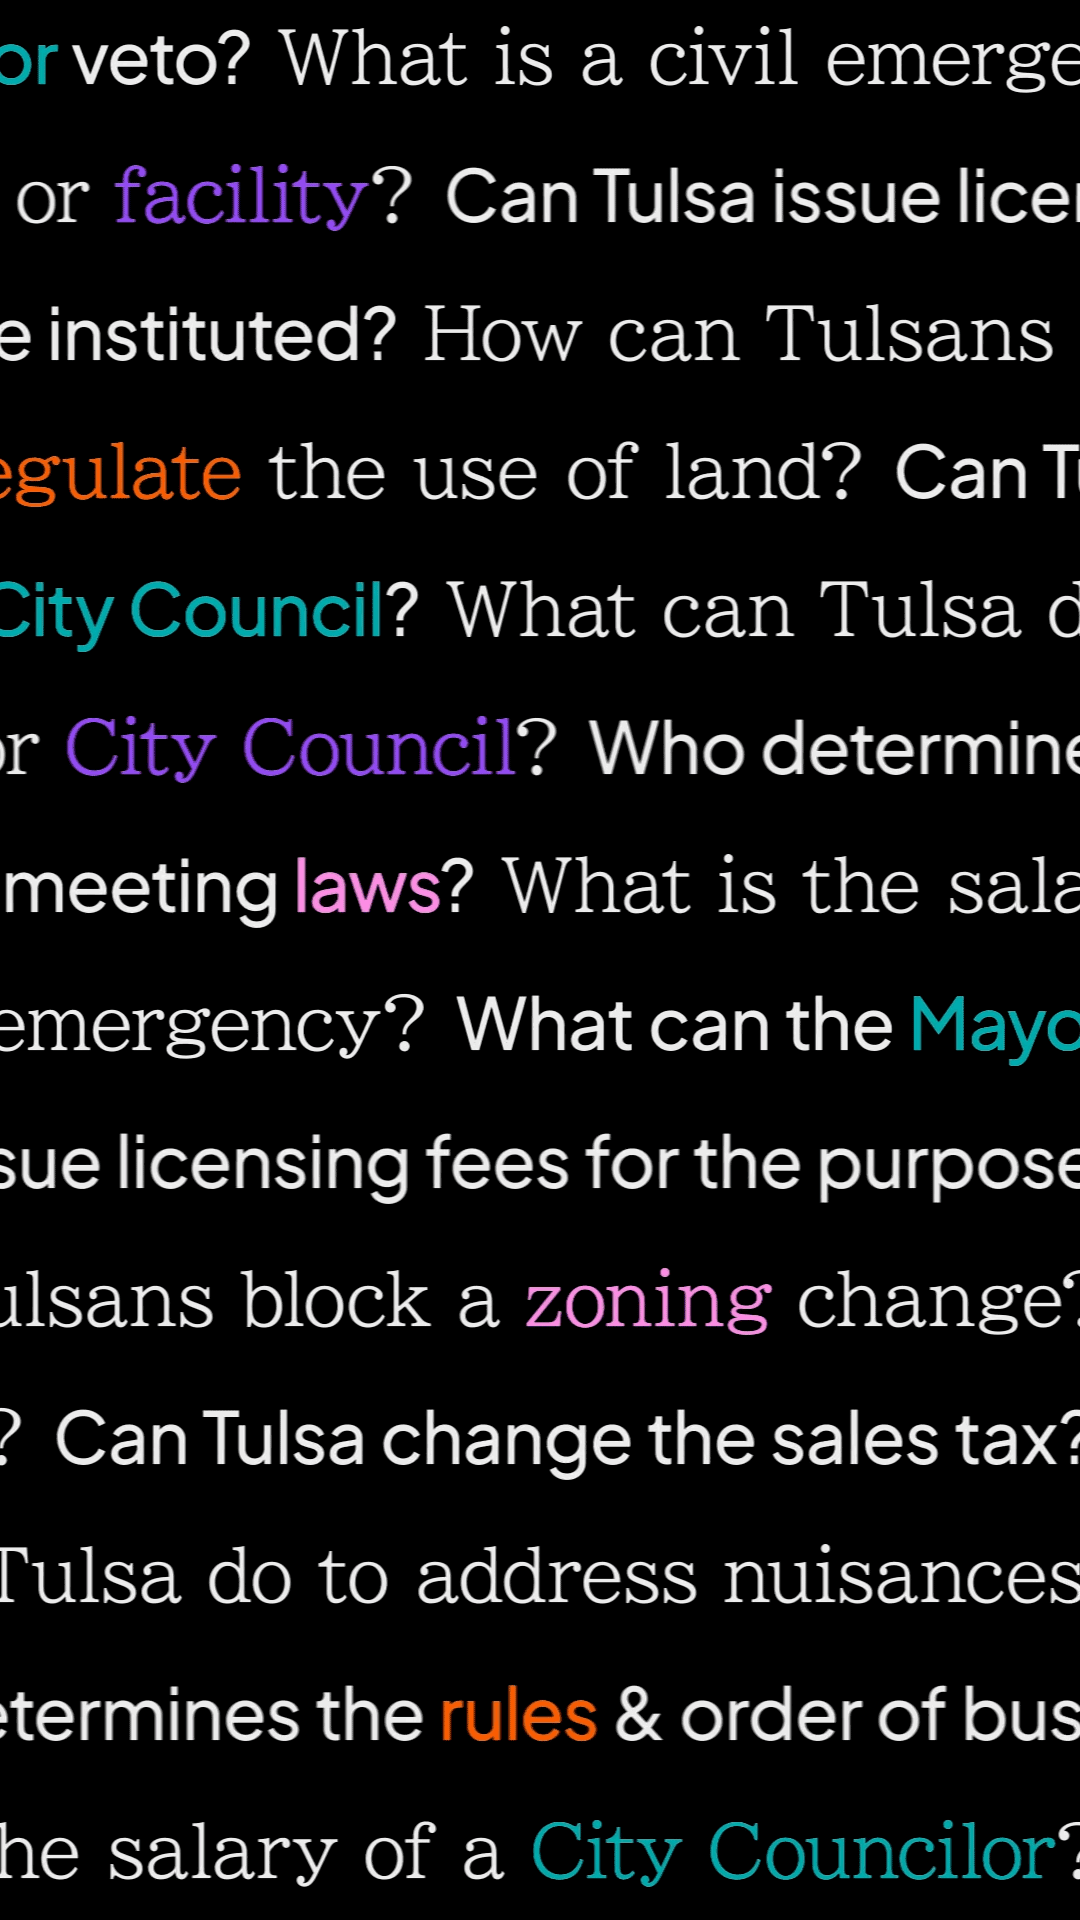 or veto? What is a civil emerge
or facility? Can Tulsa issue licen
e instituted? How can Tulsans
egulate the use of land? Can Tu
City Council? What can Tulsa d
or City Council? Who determine
meeting laws? What is the sala
emergency? What can the Mayo
sue licensing fees for the purpose
ulsans block a zoning change?
? Can Tulsa change the sales tax?
Tulsa do to address nuisances
etermines the rules & order of bus
he salary of a City Councilor?